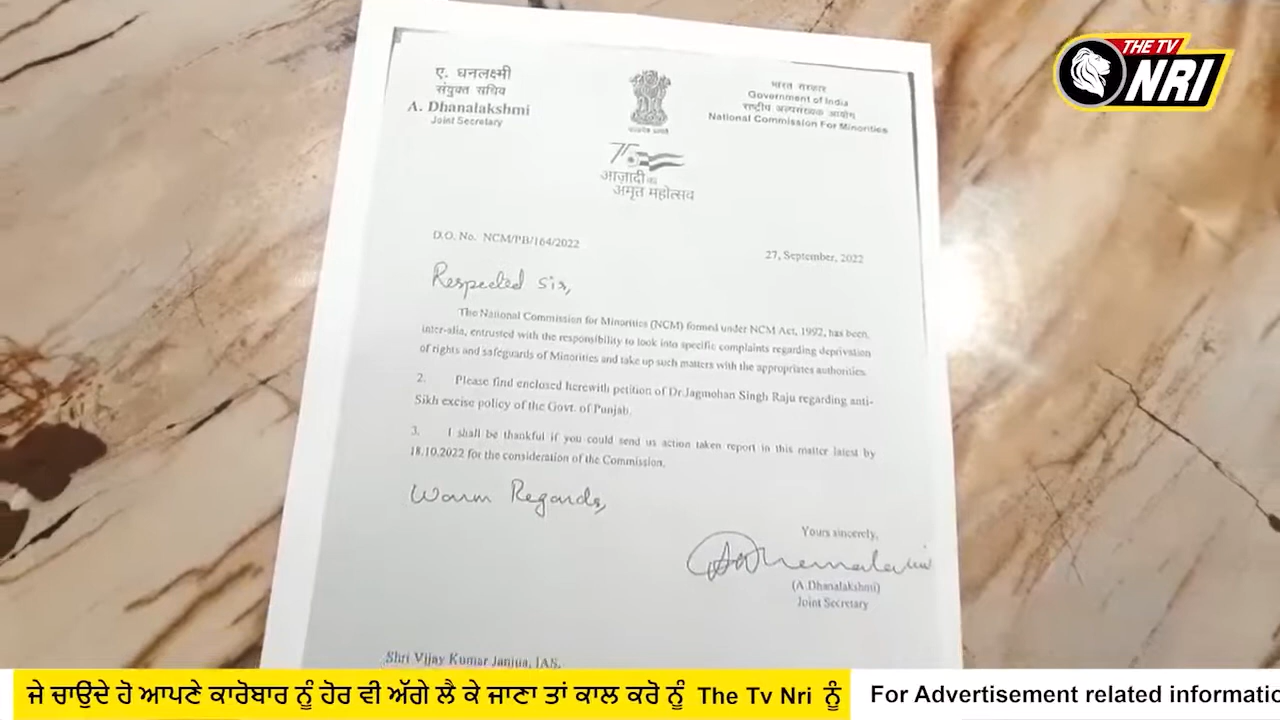 THE TV
NRI
ए. धनलक्ष्मी
संयुक्त सचिव
A. Dhanalakshmi
Joint Secretary
भारत सरकार
Government of India
राष्ट्रीय अल्पसंख्यक आयोग
National Commission For Minorities
75
आज़ादी का
अमृत महोत्सव
D.O. No. NCM/PB/164/2022
27, September, 2022
Respected Sir,
The National Commission for Minorities (NCM) formed under NCM Act, 1992, has been,
inter-alia, entrusted with the responsibility to look into specific complaints regarding deprivation
of rights and safeguards of Minorities and take up such matters with the appropriate authorities.
2. Please find enclosed herewith petition of Dr.Jagmohan Singh Raju regarding anti-
Sikh excise policy of the Govt. of Punjab.
3. I shall be thankful if you could send us action taken report in this matter latest by
18.10.2022 for the consideration of the Commission.
Warm Regards,
Yours sincerely,
(A.Dhanalakshmi)
Joint Secretary
Shri Vijay Kumar Janjua, IAS,
ਜੇ ਚਾਉਂਦੇ ਹੋ ਆਪਣੇ ਕਾਰੋਬਾਰ ਨੂੰ ਹੋਰ ਵੀ ਅੱਗੇ ਲੈ ਕੇ ਜਾਣਾ ਤਾਂ ਕਾਲ ਕਰੋ ਨੂੰ The Tv Nri ਨੂੰ
For Advertisement related informatio